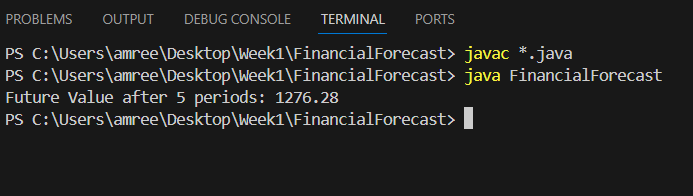 PROBLEMS OUTPUT DEBUG CONSOLE TERMINAL PORTS
PS C:\Users\amree\Desktop\Week1\FinancialForecast> javac *.java
PS C:\Users\amree\Desktop\Week1\FinancialForecast> java FinancialForecast
Future Value after 5 periods: 1276.28
PS C:\Users\amree\Desktop\Week1\FinancialForecast>